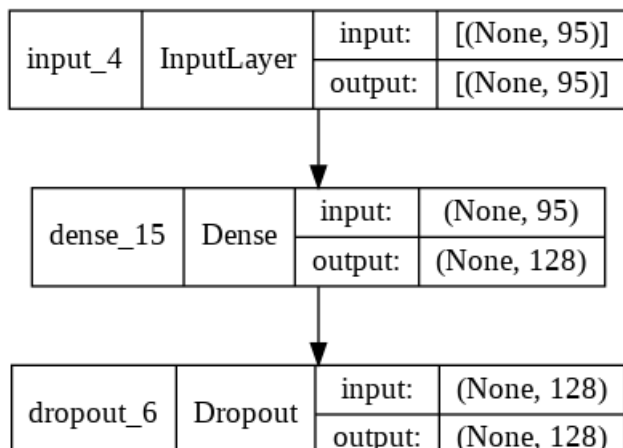 input_4 InputLayer input: [(None, 95)]
output: [(None, 95)]
dense_15 Dense input: (None, 95)
output: (None, 128)
dropout_6 Dropout input: (None, 128)
output: (None, 128)